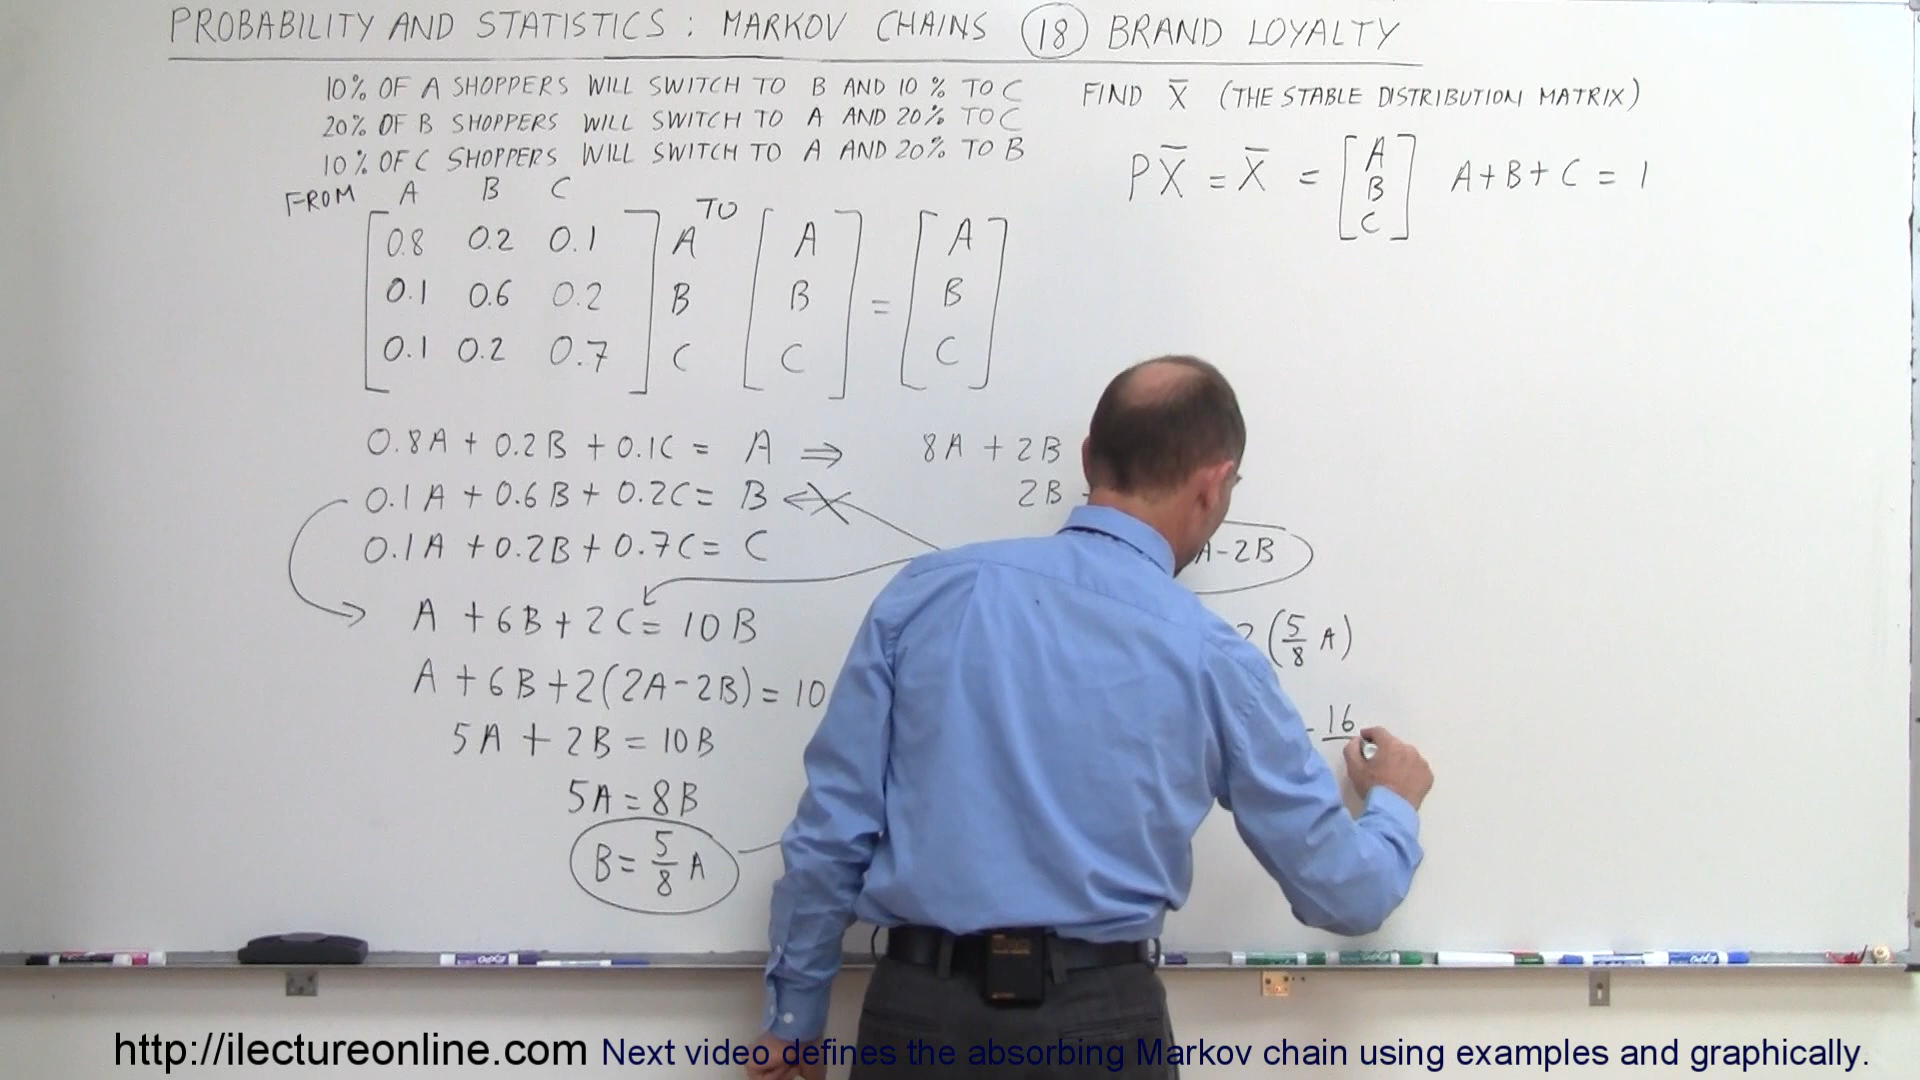 PROBABILITY AND STATISTICS : MARKOV CHAINS 18 BRAND LOYALTY
10% OF A SHOPPERS WILL SWITCH TO B AND 10 % TO C
20% OF B SHOPPERS WILL SWITCH TO A AND 20% TO C
10% OF C SHOPPERS WILL SWITCH TO A AND 20% TO B
FIND X̄ (THE STABLE DISTRIBUTION MATRIX)
PX̄ = X̄ = [A B C] A+B+C = 1
FROM A B C TO
0.8 0.2 0.1 A A A
0.1 0.6 0.2 B B = B
0.1 0.2 0.7 C C C
0.8A + 0.2B + 0.1C = A ⇒ 8A + 2B
0.1A + 0.6B + 0.2C = B 2B
0.1A + 0.2B + 0.7C = C A-2B
A + 6B + 2C = 10B
A + 6B + 2(2A-2B) = 10
5A + 2B = 10B
5A = 8B
B = 5/8 A
(5/8 A)
16
http://ilectureonline.com Next video defines the absorbing Markov chain using examples and graphically.